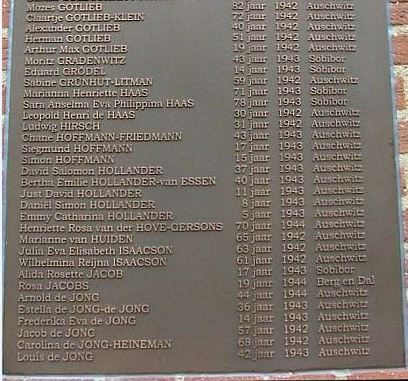 Mozes GOTLIEB 82 jaar 1942 Auschwitz
Claartje GOTLIEB-KLEIN 72 jaar 1942 Auschwitz
Alexander GOTLIEB 40 jaar 1942 Auschwitz
Herman GOTLIEB 51 jaar 1942 Auschwitz
Arthur Max GOTLIEB 19 jaar 1942 Auschwitz
Moritz GRADENWITZ 43 jaar 1943 Sobibor
Eduard GRÖDEL 14 jaar 1943 Sobibor
Sabine GRÜNHUT-LITMAN 59 jaar 1942 Auschwitz
Marianna Henriette HAAS 71 jaar 1943 Sobibor
Sara Anselma Eva Philippina HAAS 78 jaar 1943 Sobibor
Leopold Henri de HAAS 30 jaar 1942 Auschwitz
Ludwig HIRSCH 31 jaar 1942 Auschwitz
Chane HOFFMANN-FRIEDMANN 43 jaar 1943 Auschwitz
Siegmund HOFFMANN 17 jaar 1943 Auschwitz
Simon HOFFMANN 15 jaar 1943 Auschwitz
David Salomon HOLLANDER 37 jaar 1943 Auschwitz
Bertha Emilie HOLLANDER-van ESSEN 40 jaar 1943 Auschwitz
Just David HOLLANDER 11 jaar 1943 Auschwitz
Daniël Simon HOLLANDER 8 jaar 1943 Auschwitz
Emmy Catharina HOLLANDER 5 jaar 1943 Auschwitz
Henriette Rosa van der HOVE-GERSONS 70 jaar 1944 Auschwitz
Marianne van HUIDEN 65 jaar 1942 Auschwitz
Julia Eva Elisabeth ISAACSON 63 jaar 1942 Auschwitz
Wilhelmina Reijna ISAACSON 61 jaar 1942 Auschwitz
Alida Rosette JACOB 17 jaar 1943 Sobibor
Rosa JACOBS 19 jaar 1944 Berg en Dal
Arnold de JONG 44 jaar 1944 Auschwitz
Estella de JONG-de JONG 36 jaar 1943 Auschwitz
Frederika Eva de JONG 14 jaar 1943 Auschwitz
Jacob de JONG 57 jaar 1942 Auschwitz
Carolina de JONG-HEINEMAN 68 jaar 1942 Auschwitz
Louis de JONG 42 jaar 1943 Auschwitz